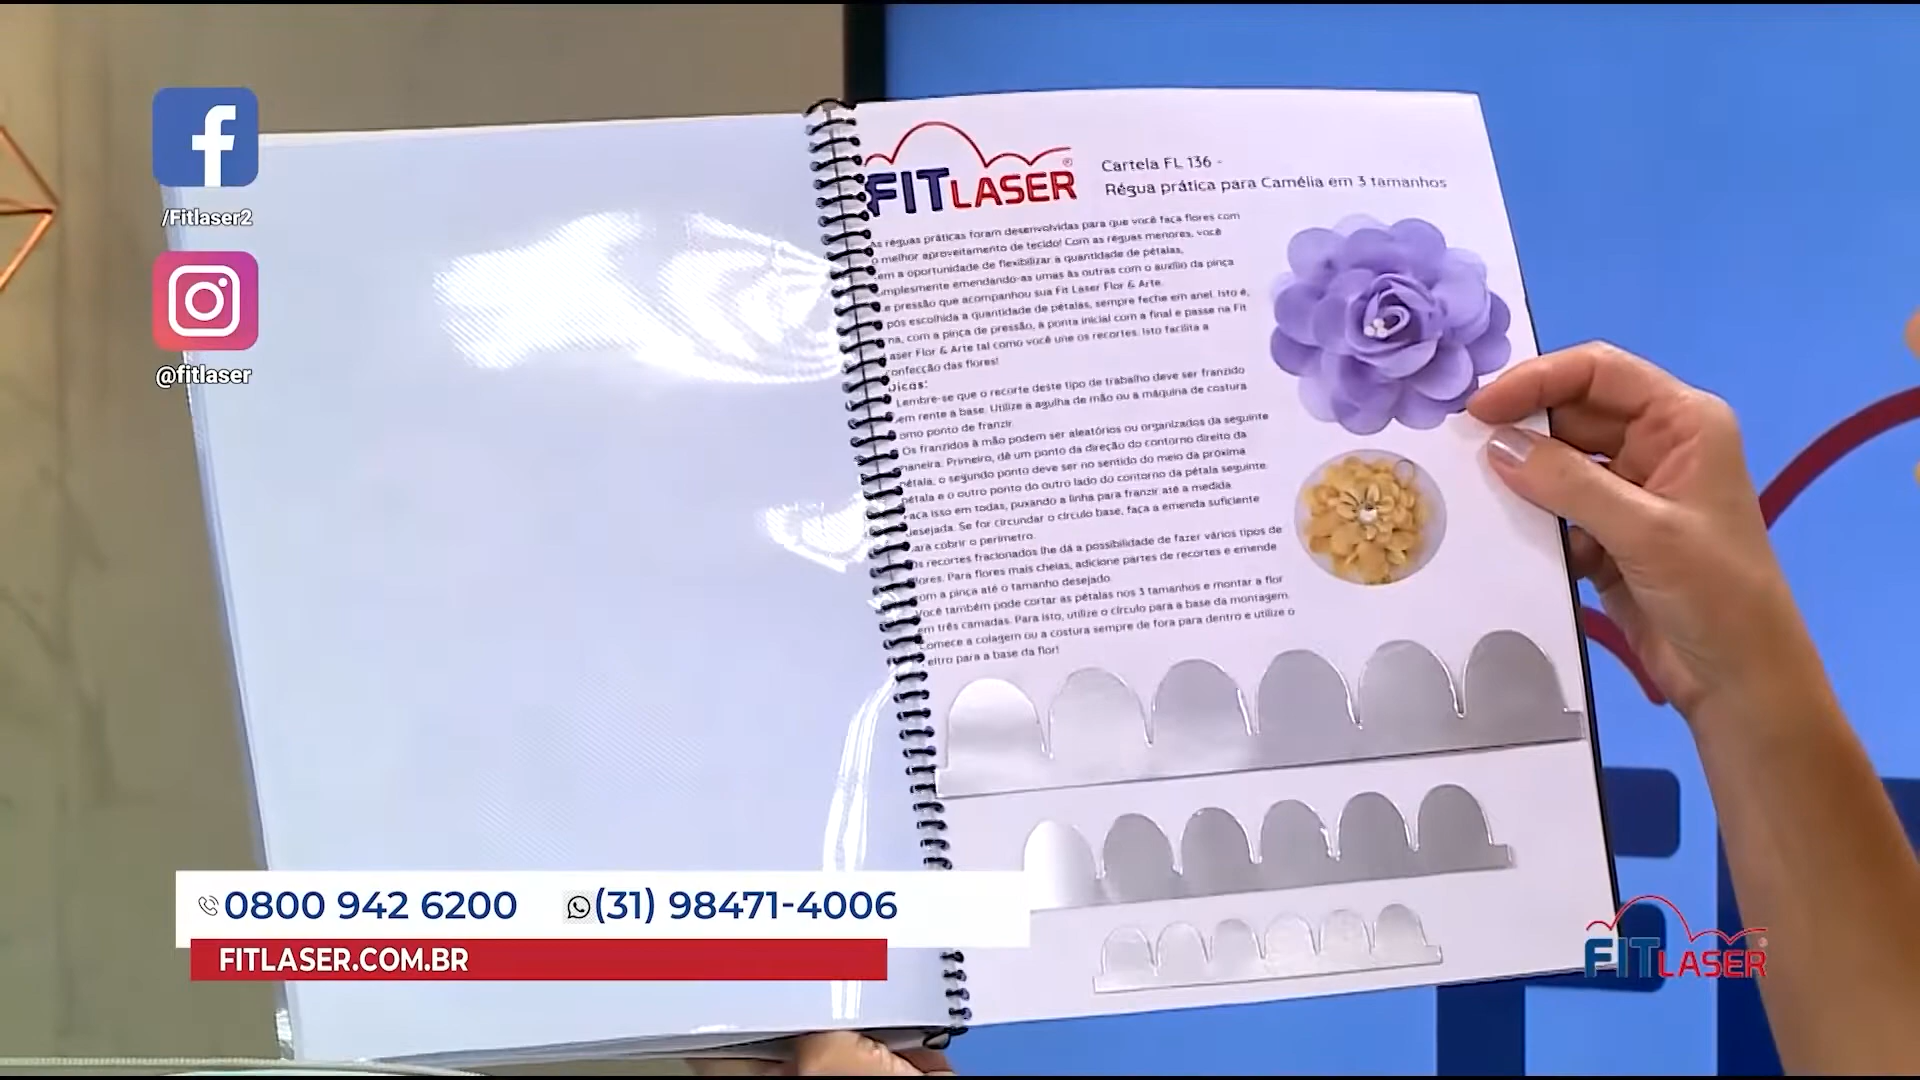 /Fitlaser2
@fitlaser
FITLASER®
Cartela FL 136 -
Régua prática para Camélia em 3 tamanhos
As réguas práticas foram desenvolvidas para que você faça flores com
o melhor aproveitamento de tecido! Com as réguas menores, você
em a oportunidade de flexibilizar a quantidade de pétalas,
mplesmente emendando-as umas às outras com o auxílio da pinça
e pressão que acompanhou sua Fit Laser Flor & Arte.
pós escolhida a quantidade de pétalas, sempre feche em anel. Isto é,
na, com a pinça de pressão, a ponta inicial com a final e passe na Fit
aser Flor & Arte tal como você une os recortes. Isto facilita a
confecção das flores!
Dicas:
Lembre-se que o recorte deste tipo de trabalho deve ser franzido
em rente a base. Utilize a agulha de mão ou a máquina de costura
omo ponto de franzir.
Os franzidos à mão podem ser aleatórios ou organizados da seguinte
maneira: Primeiro, dê um ponto da direção do contorno direito da
pétala, o segundo ponto deve ser no sentido do meio da próxima
pétala e o outro ponto do outro lado do contorno da pétala seguinte.
Faça isso em todas, puxando a linha para franzir até a medida
desejada. Se for circundar o círculo base, faça a emenda suficiente
para cobrir o perímetro.
Os recortes fracionados lhe dá a possibilidade de fazer vários tipos de
flores. Para flores mais cheias, adicione partes de recortes e emende
com a pinça até o tamanho desejado.
Você também pode cortar as pétalas nos 3 tamanhos e montar a flor
em três camadas. Para isto, utilize o círculo para a base da montagem.
Comece a colagem ou a costura sempre de fora para dentro e utilize o
eltro para a base da flor!
0800 942 6200 (31) 98471-4006
FITLASER.COM.BR
FITLASER®